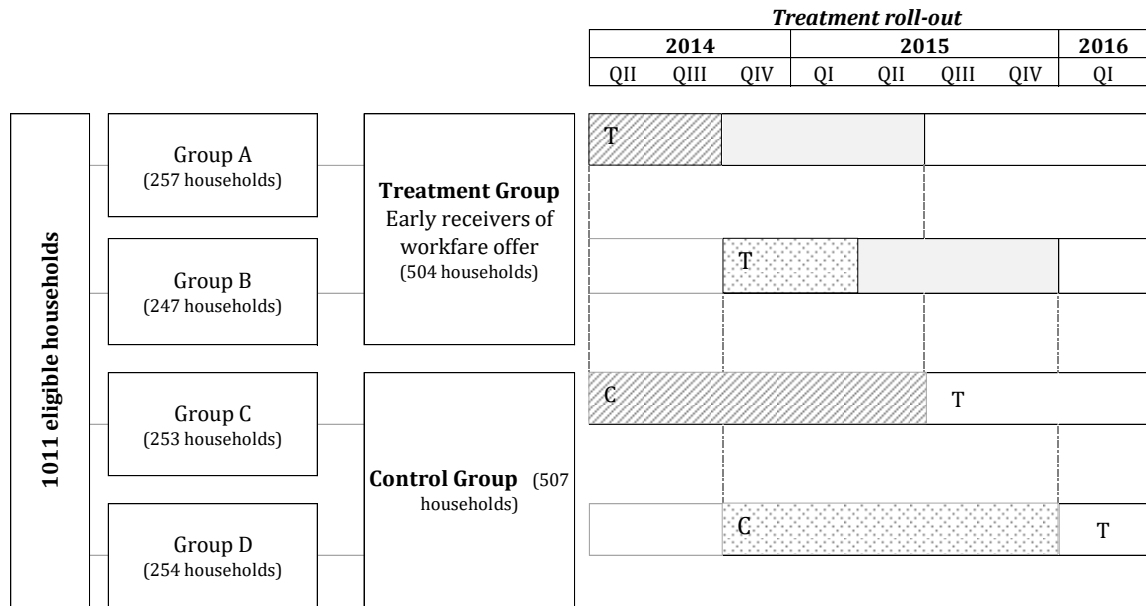 Treatment roll-out
2014 2015 2016
QII QIII QIV QI QII QIII QIV QI
1011 eligible households
Group A
(257 households)
Treatment Group
Early receivers of
workfare offer
(504 households)
T
Group B
(247 households)
T
Group C
(253 households)
C T
Control Group (507
households)
Group D
(254 households)
C T